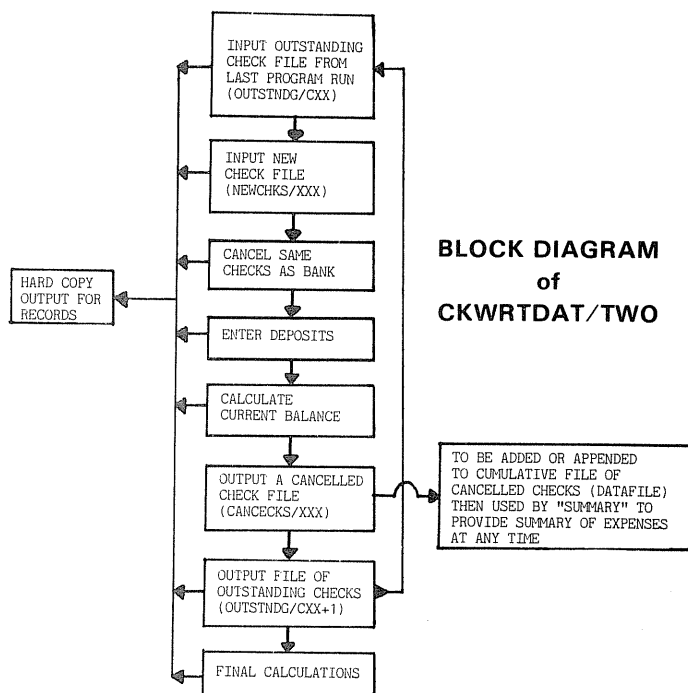 INPUT OUTSTANDING
CHECK FILE FROM
LAST PROGRAM RUN
(OUTSTNDG/CXX)
INPUT NEW
CHECK FILE
(NEWCHKS/XXX)
CANCEL SAME
CHECKS AS BANK
BLOCK DIAGRAM
of
CKWRTDAT/TWO
HARD COPY
OUTPUT FOR
RECORDS
ENTER DEPOSITS
CALCULATE
CURRENT BALANCE
OUTPUT A CANCELLED
CHECK FILE
(CANCECKS/XXX)
TO BE ADDED OR APPENDED
TO CUMULATIVE FILE OF
CANCELLED CHECKS (DATAFILE)
THEN USED BY "SUMMARY" TO
PROVIDE SUMMARY OF EXPENSES
AT ANY TIME
OUTPUT FILE OF
OUTSTANDING CHECKS
(OUTSTNDG/CXX+1)
FINAL CALCULATIONS